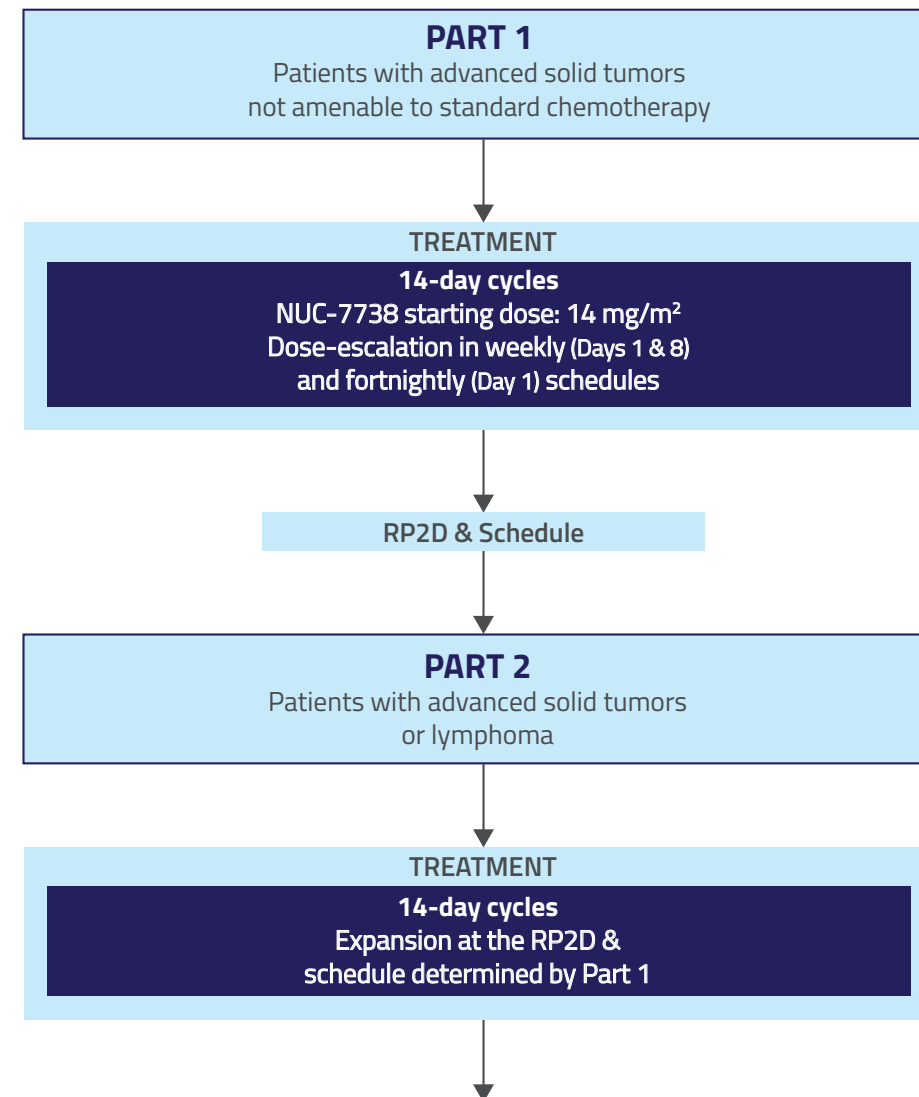 PART 1
Patients with advanced solid tumors
not amenable to standard chemotherapy
TREATMENT
14-day cycles
NUC-7738 starting dose: 14 mg/m²
Dose-escalation in weekly (Days 1 & 8)
and fortnightly (Day 1) schedules
RP2D & Schedule
PART 2
Patients with advanced solid tumors
or lymphoma
TREATMENT
14-day cycles
Expansion at the RP2D &
schedule determined by Part 1